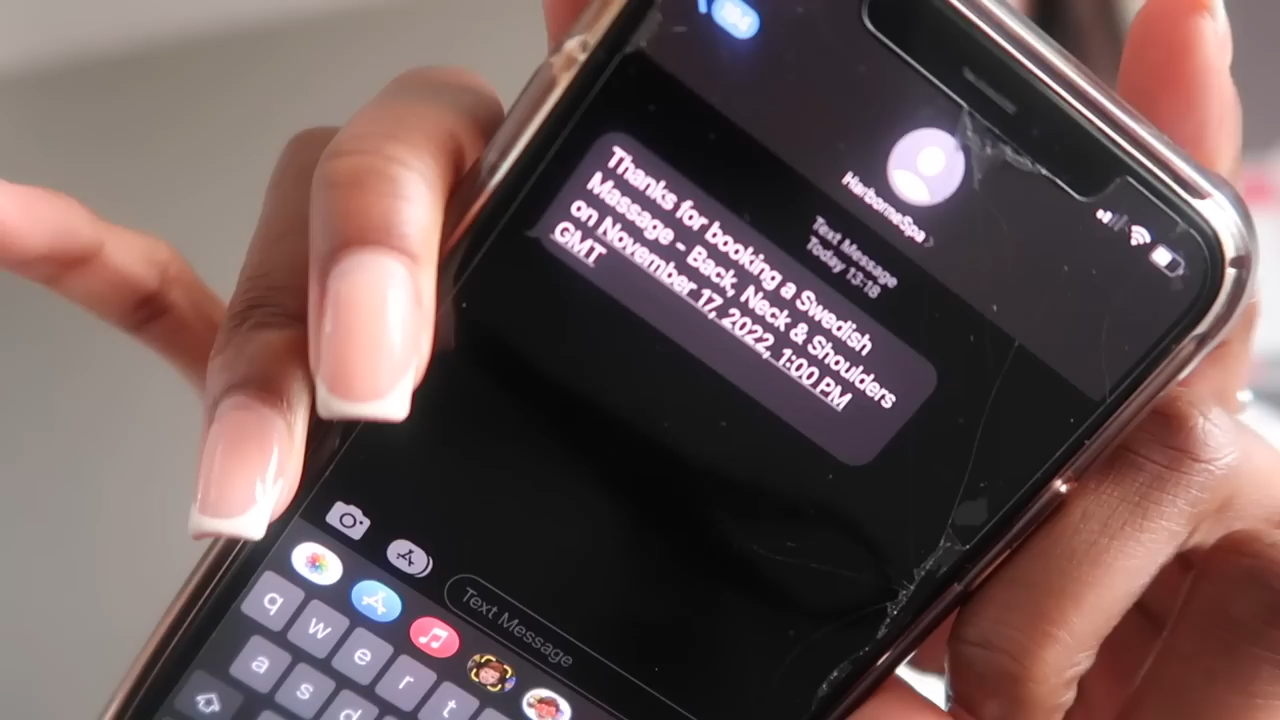 HarborneSpa
Text Message
Today 13:18
Thanks for booking a Swedish
Massage - Back, Neck & Shoulders
on November 17, 2022, 1:00 PM
GMT
Text Message
q w e r t
a s d